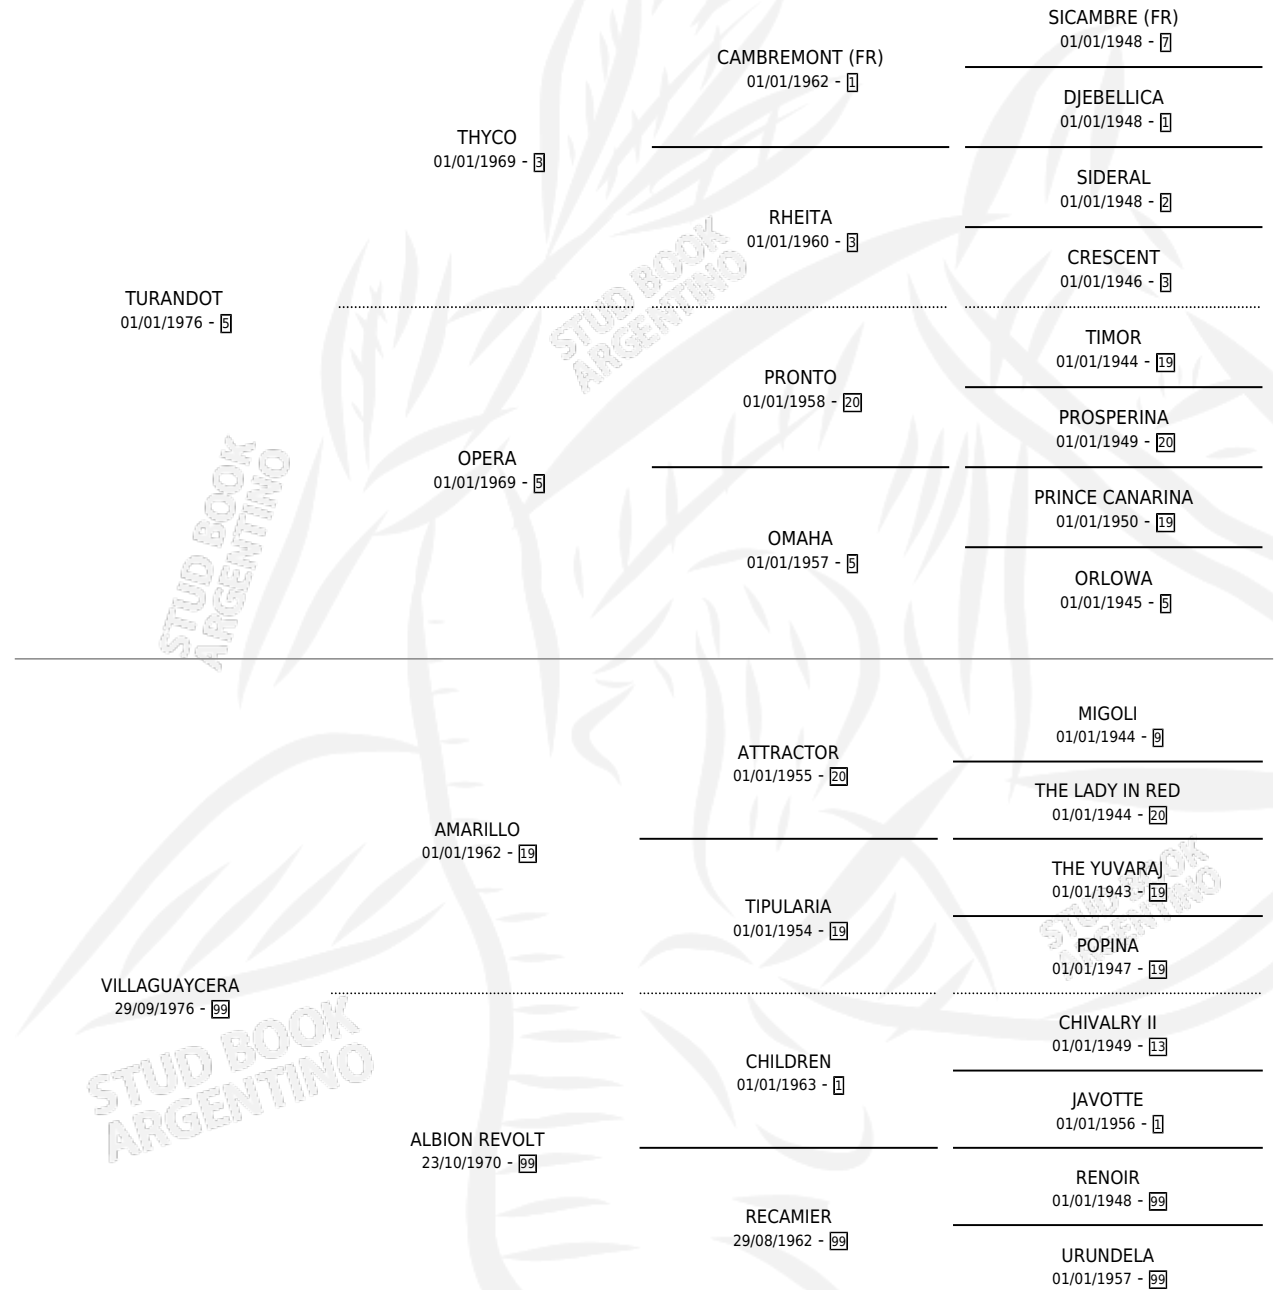 SICAMBRE (FR)
01/01/1948 - 7
CAMBREMONT (FR)
01/01/1962 - 1
DJEBELLICA
01/01/1948 - 1
THYCO
01/01/1969 - 3
SIDERAL
01/01/1948 - 2
RHEITA
01/01/1960 - 3
CRESCENT
01/01/1946 - 3
TURANDOT
01/01/1976 - 5
TIMOR
01/01/1944 - 19
PRONTO
01/01/1958 - 20
PROSPERINA
01/01/1949 - 20
OPERA
01/01/1969 - 5
PRINCE CANARINA
01/01/1950 - 19
OMAHA
01/01/1957 - 5
ORLOWA
01/01/1945 - 5
MIGOLI
01/01/1944 - 9
ATTRACTOR
01/01/1955 - 20
THE LADY IN RED
01/01/1944 - 20
AMARILLO
01/01/1962 - 19
THE YUVARAJ
01/01/1943 - 19
TIPULARIA
01/01/1954 - 19
POPINA
01/01/1947 - 19
VILLAGUAYCERA
29/09/1976 - 99
CHIVALRY II
01/01/1949 - 13
CHILDREN
01/01/1963 - 1
JAVOTTE
01/01/1956 - 1
ALBION REVOLT
23/10/1970 - 99
RENOIR
01/01/1948 - 99
RECAMIER
29/08/1962 - 99
URUNDELA
01/01/1957 - 99
STUD BOOK
ARGENTINO
STUD BOOK
ARGENTINO
STUD BOOK
ARGENTINO
STUD BOOK
ARGENTINO